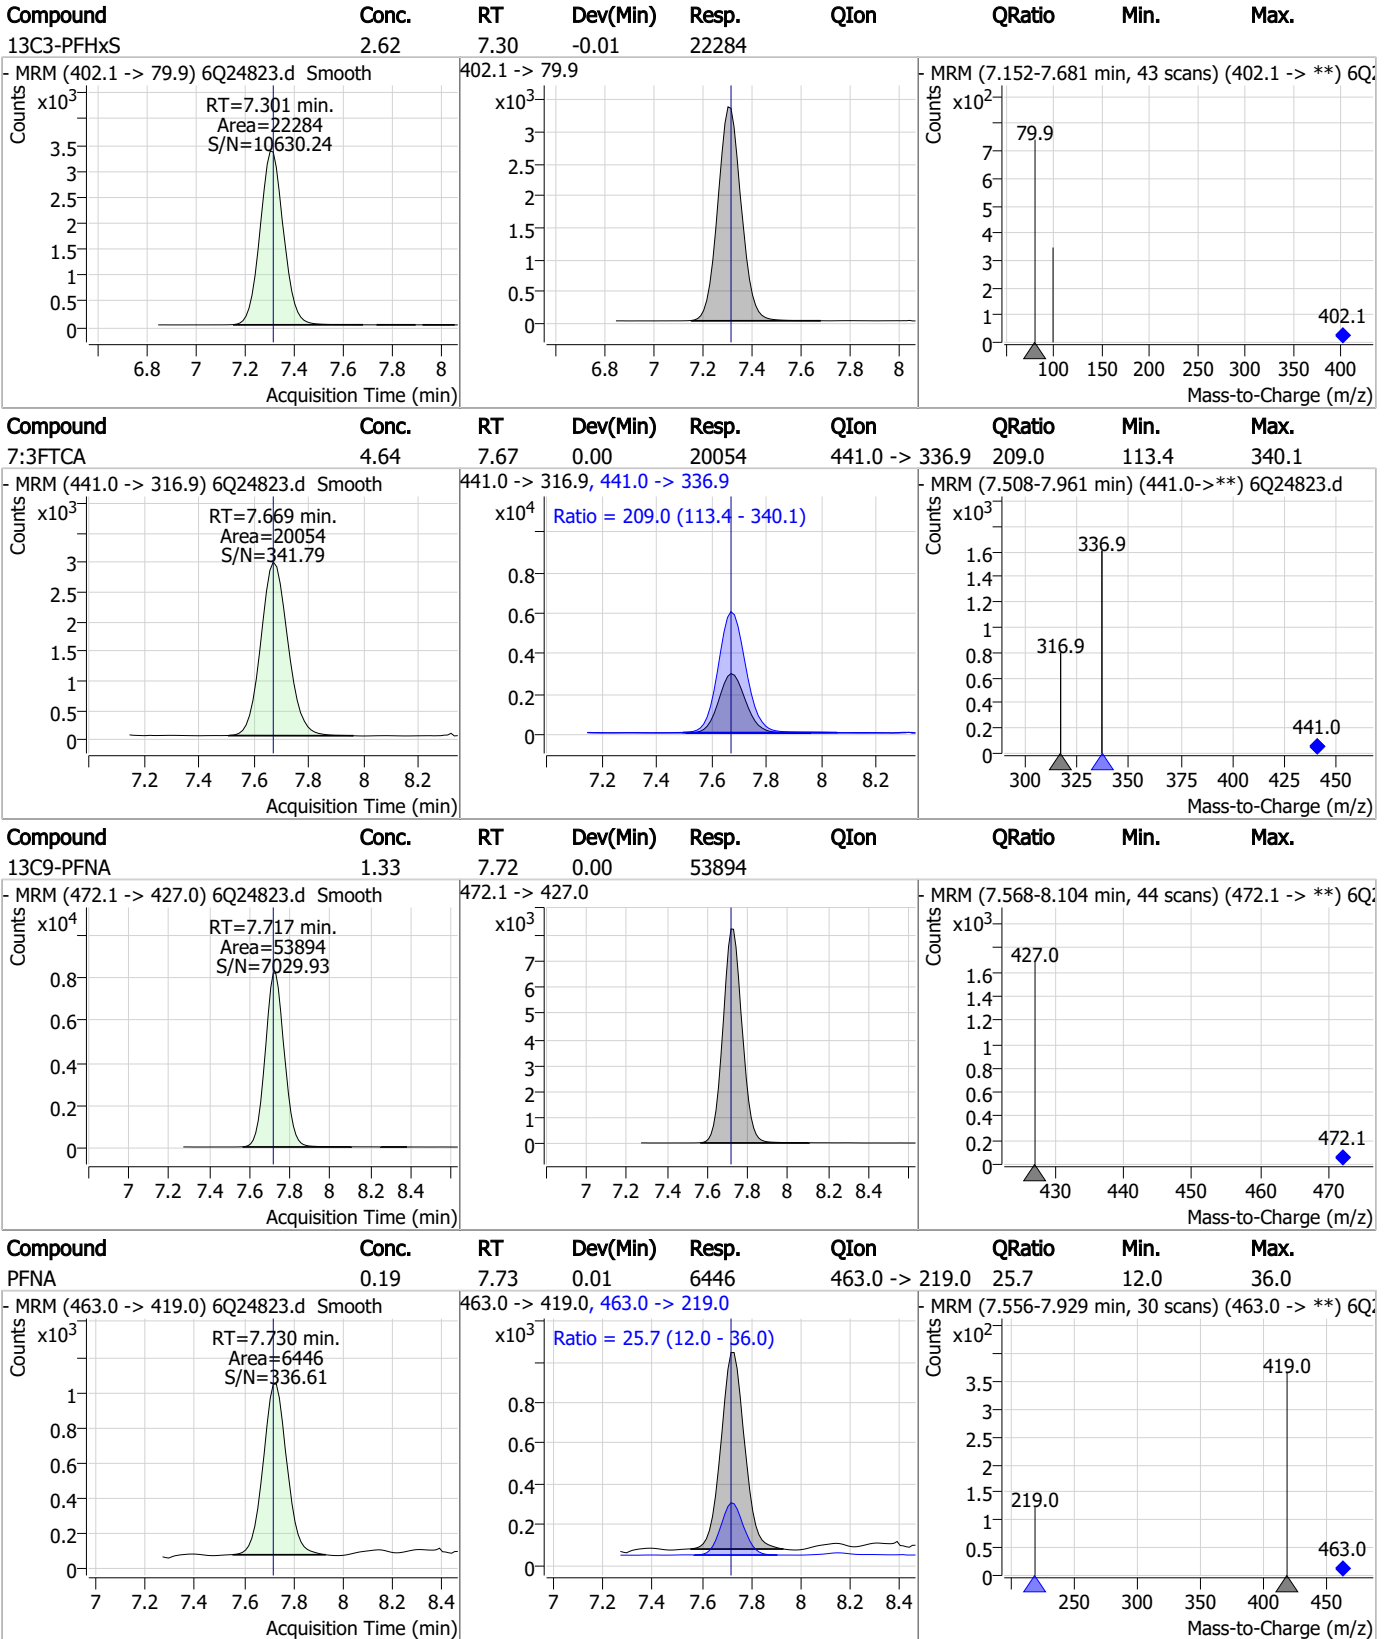 Compound Conc. RT Dev(Min) Resp. QIon QRatio Min. Max.
13C3-PFHxS 2.62 7.30 -0.01 22284
- MRM (402.1 -> 79.9) 6Q24823.d Smooth
Counts
x10³
RT=7.301 min.
Area=22284
S/N=10630.24
3.5
3
2.5
2
1.5
1
0.5
0
6.8 7 7.2 7.4 7.6 7.8 8
Acquisition Time (min)
402.1 -> 79.9
x10³
3
2.5
2
1.5
1
0.5
0
6.8 7 7.2 7.4 7.6 7.8 8
- MRM (7.152-7.681 min, 43 scans) (402.1 -> **) 6Q2
Counts
x10²
79.9
7
6
5
4
3
2
1
0
402.1
100 150 200 250 300 350 400
Mass-to-Charge (m/z)
Compound Conc. RT Dev(Min) Resp. QIon QRatio Min. Max.
7:3FTCA 4.64 7.67 0.00 20054 441.0 -> 336.9 209.0 113.4 340.1
- MRM (441.0 -> 316.9) 6Q24823.d Smooth
Counts
x10³
RT=7.669 min.
Area=20054
S/N=341.79
3
2.5
2
1.5
1
0.5
0
7.2 7.4 7.6 7.8 8 8.2
Acquisition Time (min)
441.0 -> 316.9, 441.0 -> 336.9
x10⁴
Ratio = 209.0 (113.4 - 340.1)
0.8
0.6
0.4
0.2
0
7.2 7.4 7.6 7.8 8 8.2
- MRM (7.508-7.961 min) (441.0->**) 6Q24823.d
Counts
x10³
336.9
1.6
1.4
1.2
1
316.9
0.8
0.6
0.4
0.2
0
441.0
300 325 350 375 400 425 450
Mass-to-Charge (m/z)
Compound Conc. RT Dev(Min) Resp. QIon QRatio Min. Max.
13C9-PFNA 1.33 7.72 0.00 53894
- MRM (472.1 -> 427.0) 6Q24823.d Smooth
Counts
x10⁴
RT=7.717 min.
Area=53894
S/N=7029.93
0.8
0.6
0.4
0.2
0
7 7.2 7.4 7.6 7.8 8 8.2 8.4
Acquisition Time (min)
472.1 -> 427.0
x10³
7
6
5
4
3
2
1
0
7 7.2 7.4 7.6 7.8 8 8.2 8.4
- MRM (7.568-8.104 min, 44 scans) (472.1 -> **) 6Q2
Counts
x10³
427.0
1.6
1.4
1.2
1
0.8
0.6
0.4
0.2
0
472.1
430 440 450 460 470
Mass-to-Charge (m/z)
Compound Conc. RT Dev(Min) Resp. QIon QRatio Min. Max.
PFNA 0.19 7.73 0.01 6446 463.0 -> 219.0 25.7 12.0 36.0
- MRM (463.0 -> 419.0) 6Q24823.d Smooth
Counts
x10³
RT=7.730 min.
Area=6446
S/N=336.61
1
0.8
0.6
0.4
0.2
0
7 7.2 7.4 7.6 7.8 8 8.2 8.4
Acquisition Time (min)
463.0 -> 419.0, 463.0 -> 219.0
x10³
Ratio = 25.7 (12.0 - 36.0)
0.8
0.6
0.4
0.2
0
7 7.2 7.4 7.6 7.8 8 8.2 8.4
- MRM (7.556-7.929 min, 30 scans) (463.0 -> **) 6Q2
Counts
x10²
419.0
3.5
3
2.5
2
1.5
219.0
1
0.5
0
463.0
250 300 350 400 450
Mass-to-Charge (m/z)